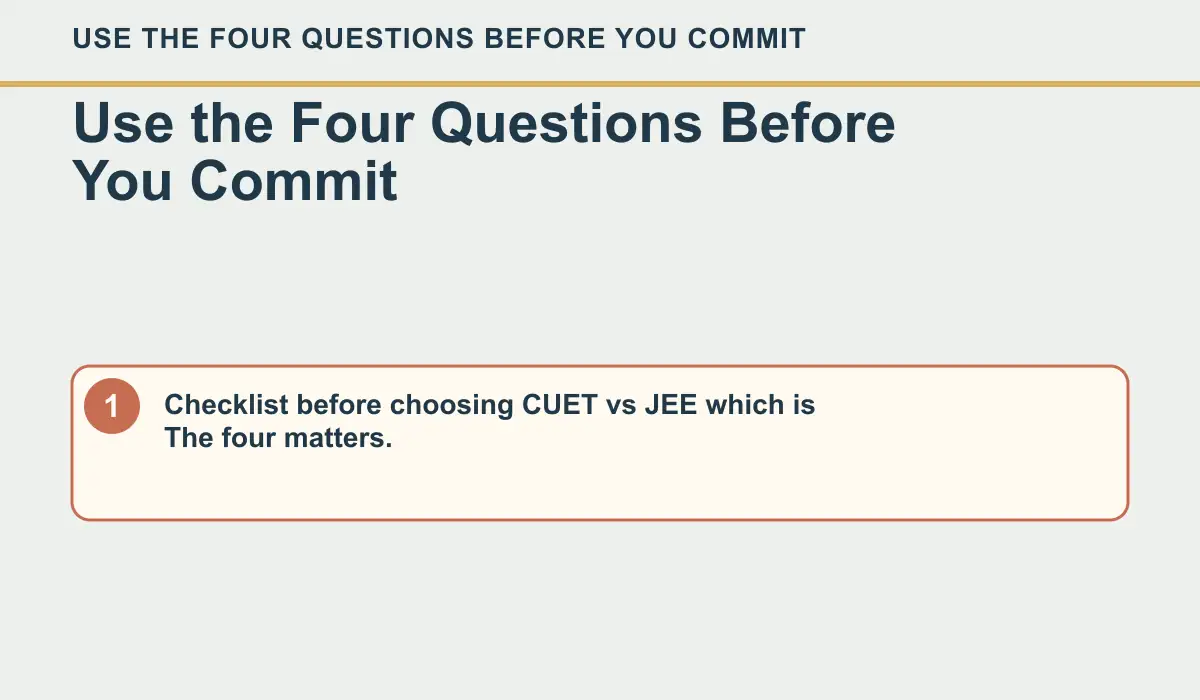 USE THE FOUR QUESTIONS BEFORE YOU COMMIT
Use the Four Questions Before
You Commit
1
Checklist before choosing CUET vs JEE which is
The four matters.